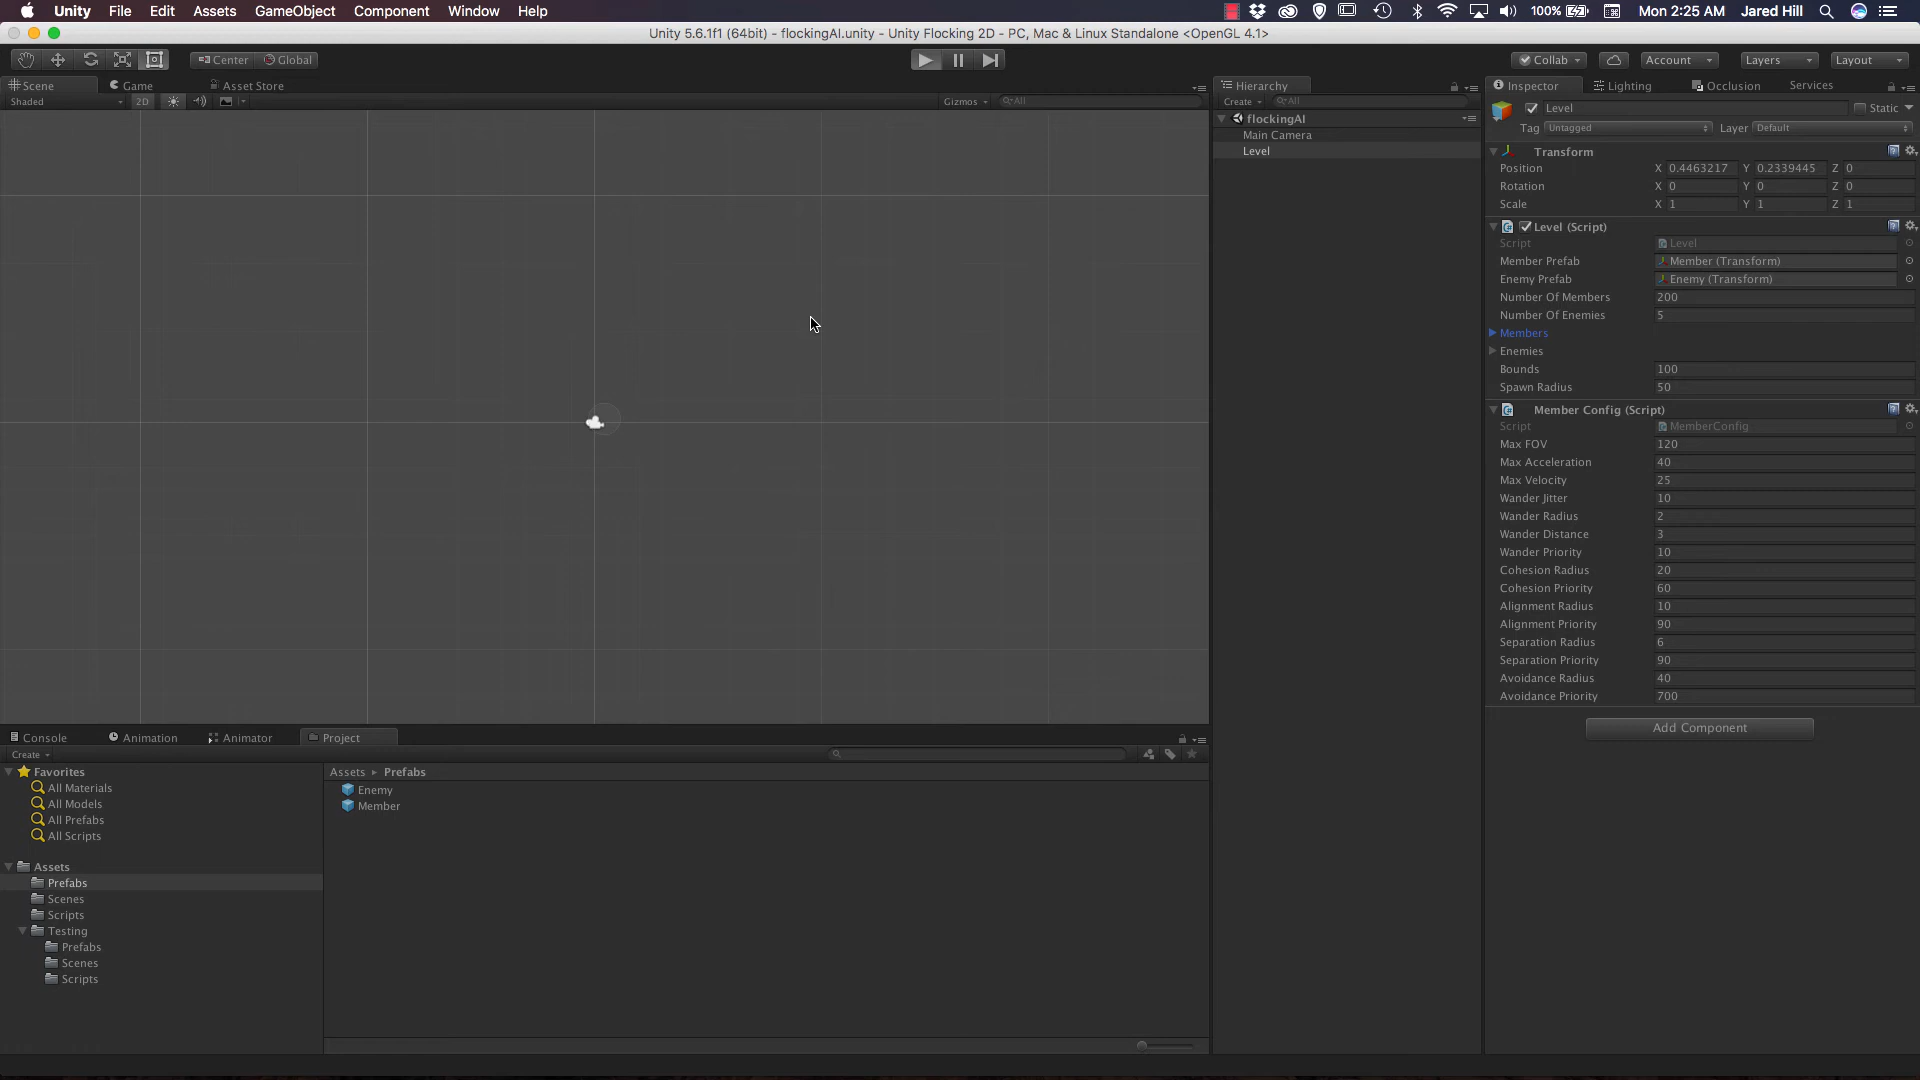 Unity File Edit Assets GameObject Component Window Help 100% Mon 2:25 AM Jared Hill
Unity 5.6.1f1 (64bit) - flockingAI.unity - Unity Flocking 2D - PC, Mac & Linux Standalone <OpenGL 4.1>
Center Global Collab Account Layers Layout
Scene Game Asset Store
Shaded 2D Gizmos All
Hierarchy
Create All
flockingAI
Main Camera
Level
Inspector Lighting Occlusion Services
Level Static
Tag Untagged Layer Default
Transform
Position X 0.4463217 Y 0.2339445 Z 0
Rotation X 0 Y 0 Z 0
Scale X 1 Y 1 Z 1
Level (Script)
Script Level
Member Prefab Member (Transform)
Enemy Prefab Enemy (Transform)
Number Of Members 200
Number Of Enemies 5
Members
Enemies
Bounds 100
Spawn Radius 50
Member Config (Script)
Script MemberConfig
Max FOV 120
Max Acceleration 40
Max Velocity 25
Wander Jitter 10
Wander Radius 2
Wander Distance 3
Wander Priority 10
Cohesion Radius 20
Cohesion Priority 60
Alignment Radius 10
Alignment Priority 90
Separation Radius 6
Separation Priority 90
Avoidance Radius 40
Avoidance Priority 700
Add Component
Console Animation Animator Project
Create
Favorites
All Materials
All Models
All Prefabs
All Scripts
Assets
Prefabs
Scenes
Scripts
Testing
Prefabs
Scenes
Scripts
Assets Prefabs
Enemy
Member